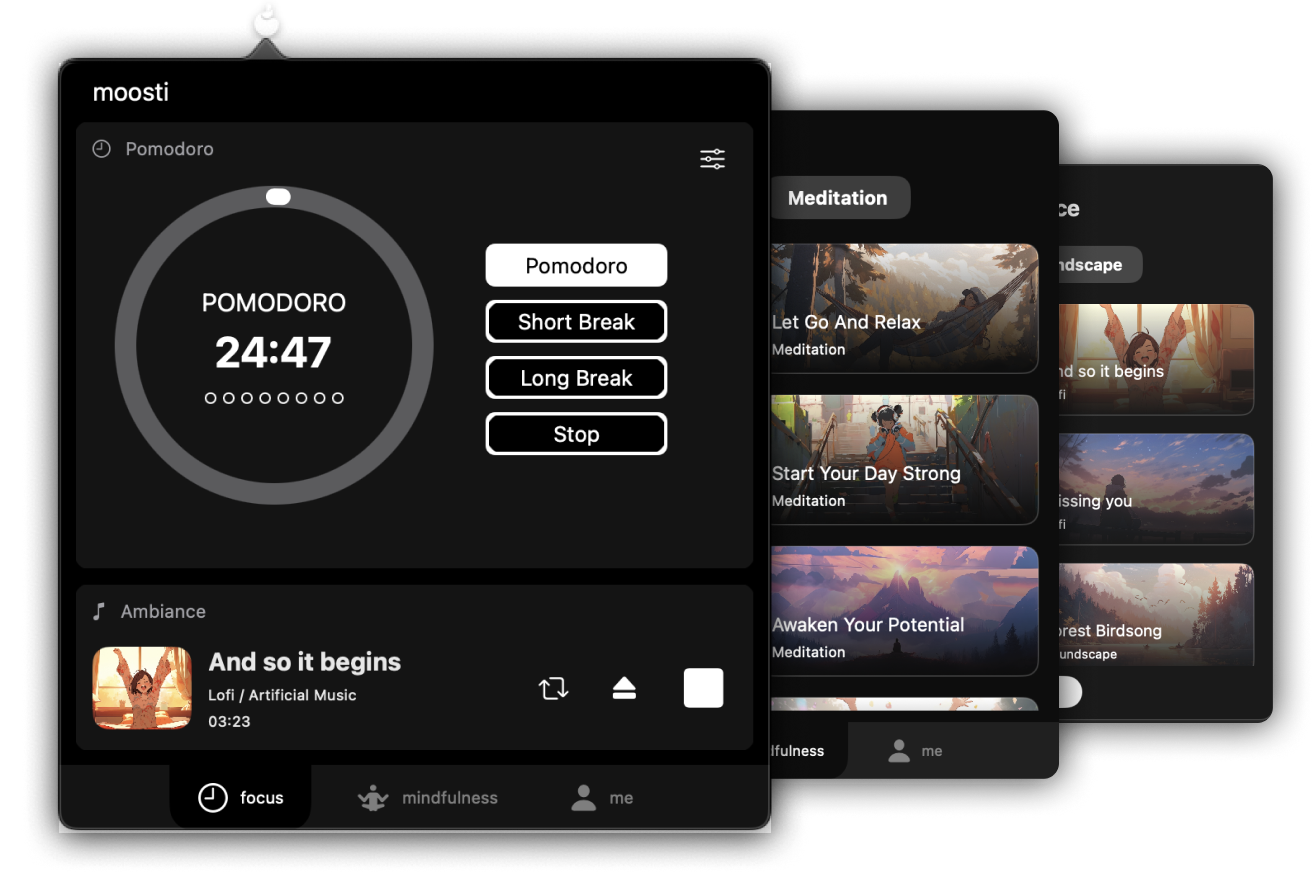 moosti
Pomodoro
POMODORO
24:47
Pomodoro
Short Break
Long Break
Stop
Ambiance
And so it begins
Lofi / Artificial Music
03:23
focus
mindfulness
me
Meditation
Let Go And Relax
Meditation
Start Your Day Strong
Meditation
Awaken Your Potential
Meditation
dfulness
me
ce
ndscape
nd so it begins
fi
issing you
fi
orest Birdsong
undscape